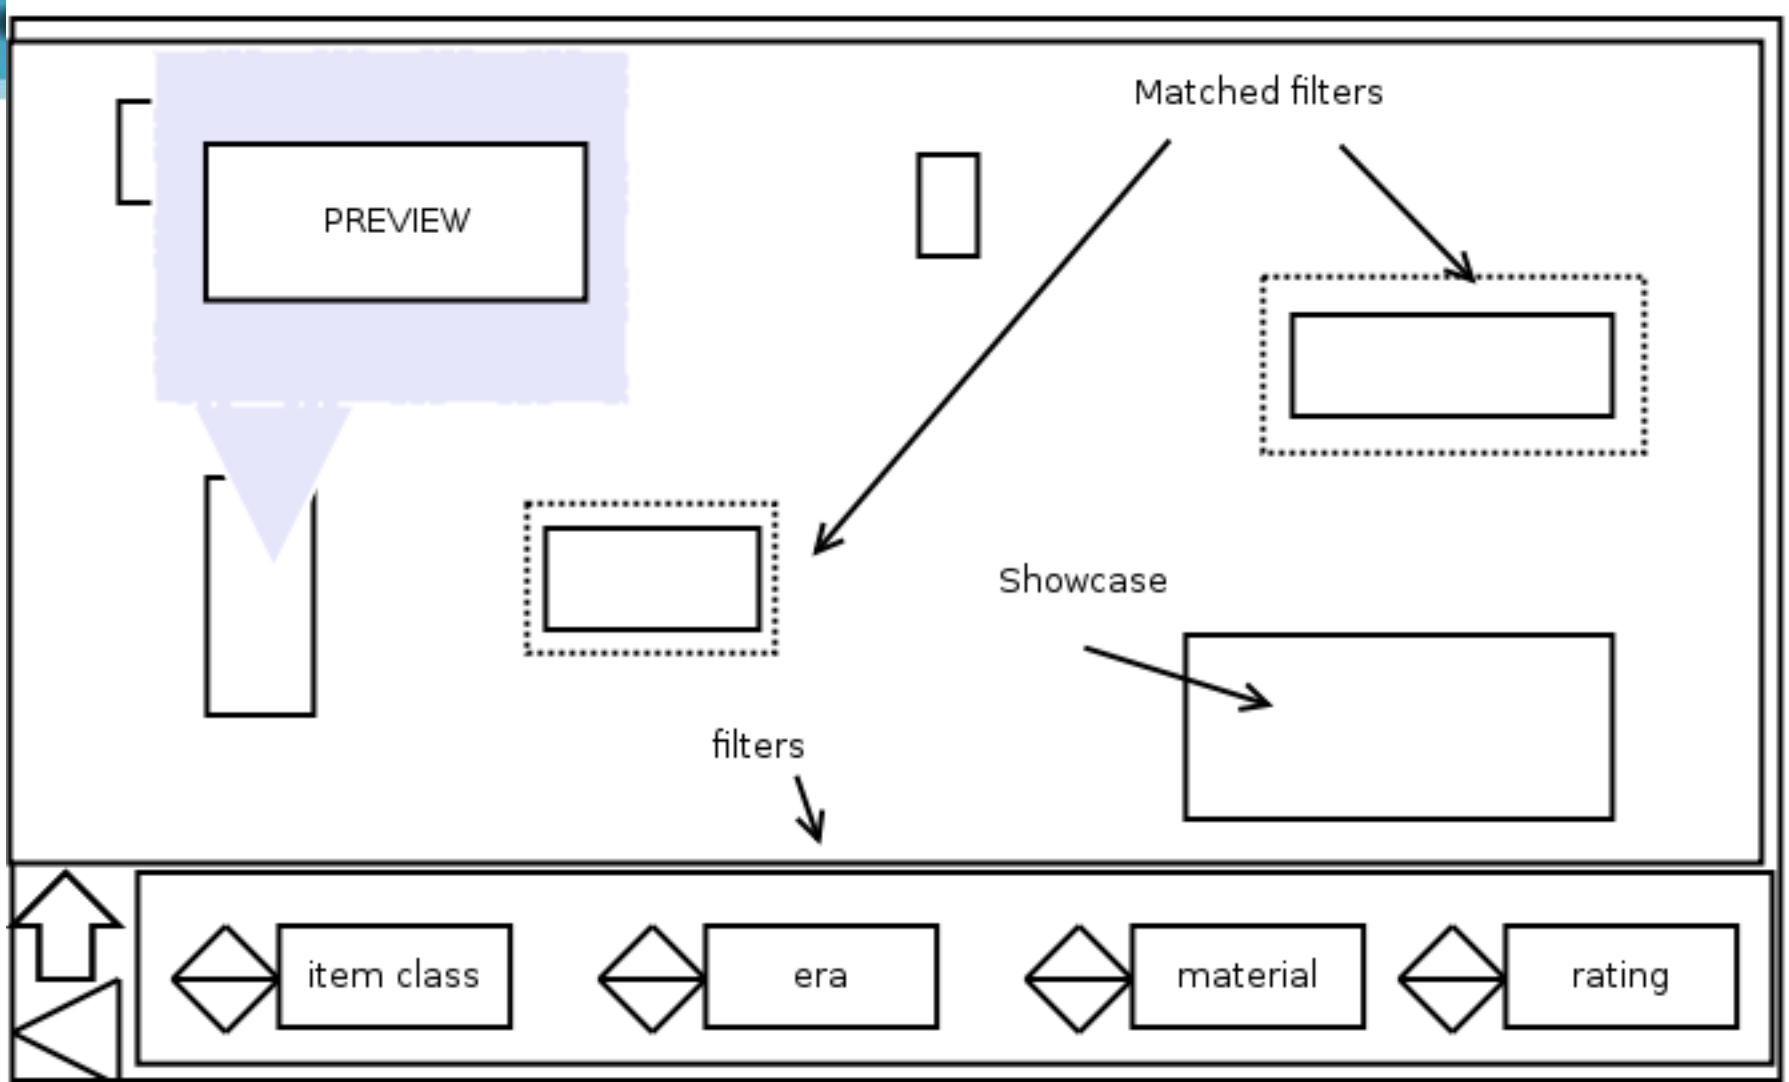 Matched filters
PREVIEW
Showcase
filters
item class
era
material
rating